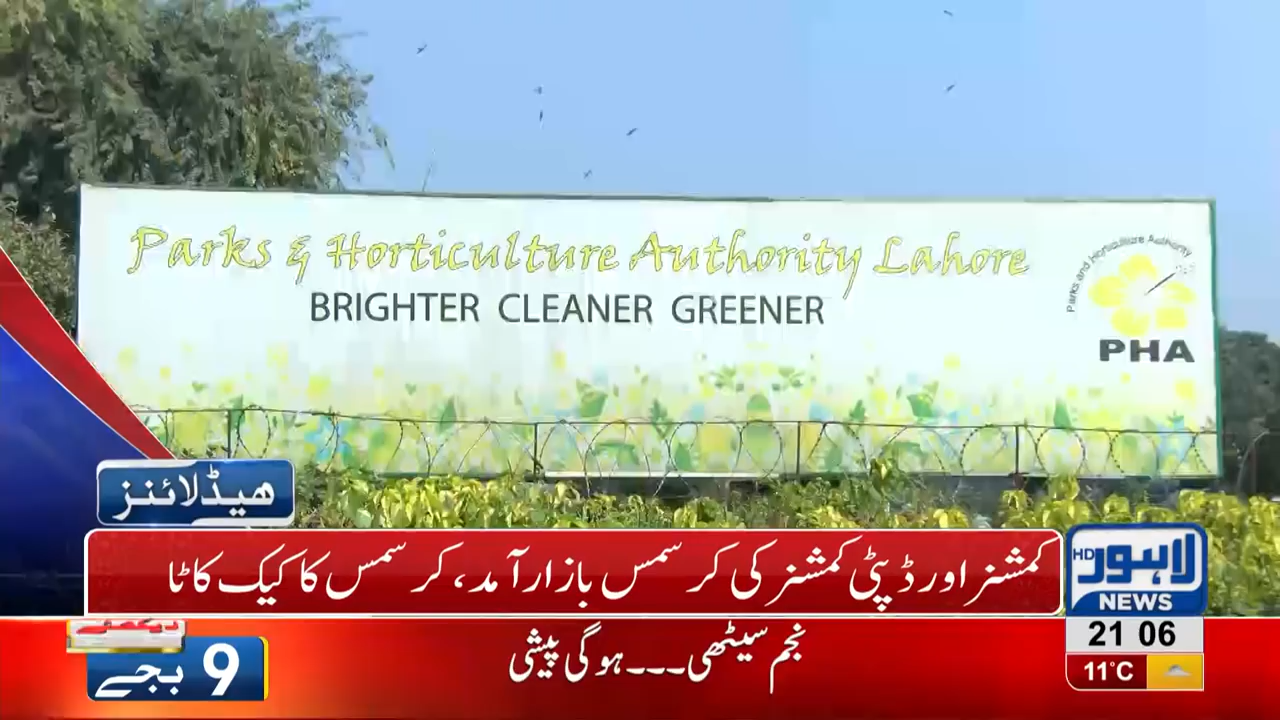 Parks & Horticulture Authority Lahore
BRIGHTER CLEANER GREENER
Parks and Horticulture Authority
PHA
ھیڈلائنز
کمشنر اور ڈپٹی کمشنر کی کرسمس بازار آمد، کرسمس کا کیک کاٹا
HD
لاہور
NEWS
21 06
11°C
دیکھئے
9 بجے
نجم سیٹھی۔۔۔ہوگی پیشی